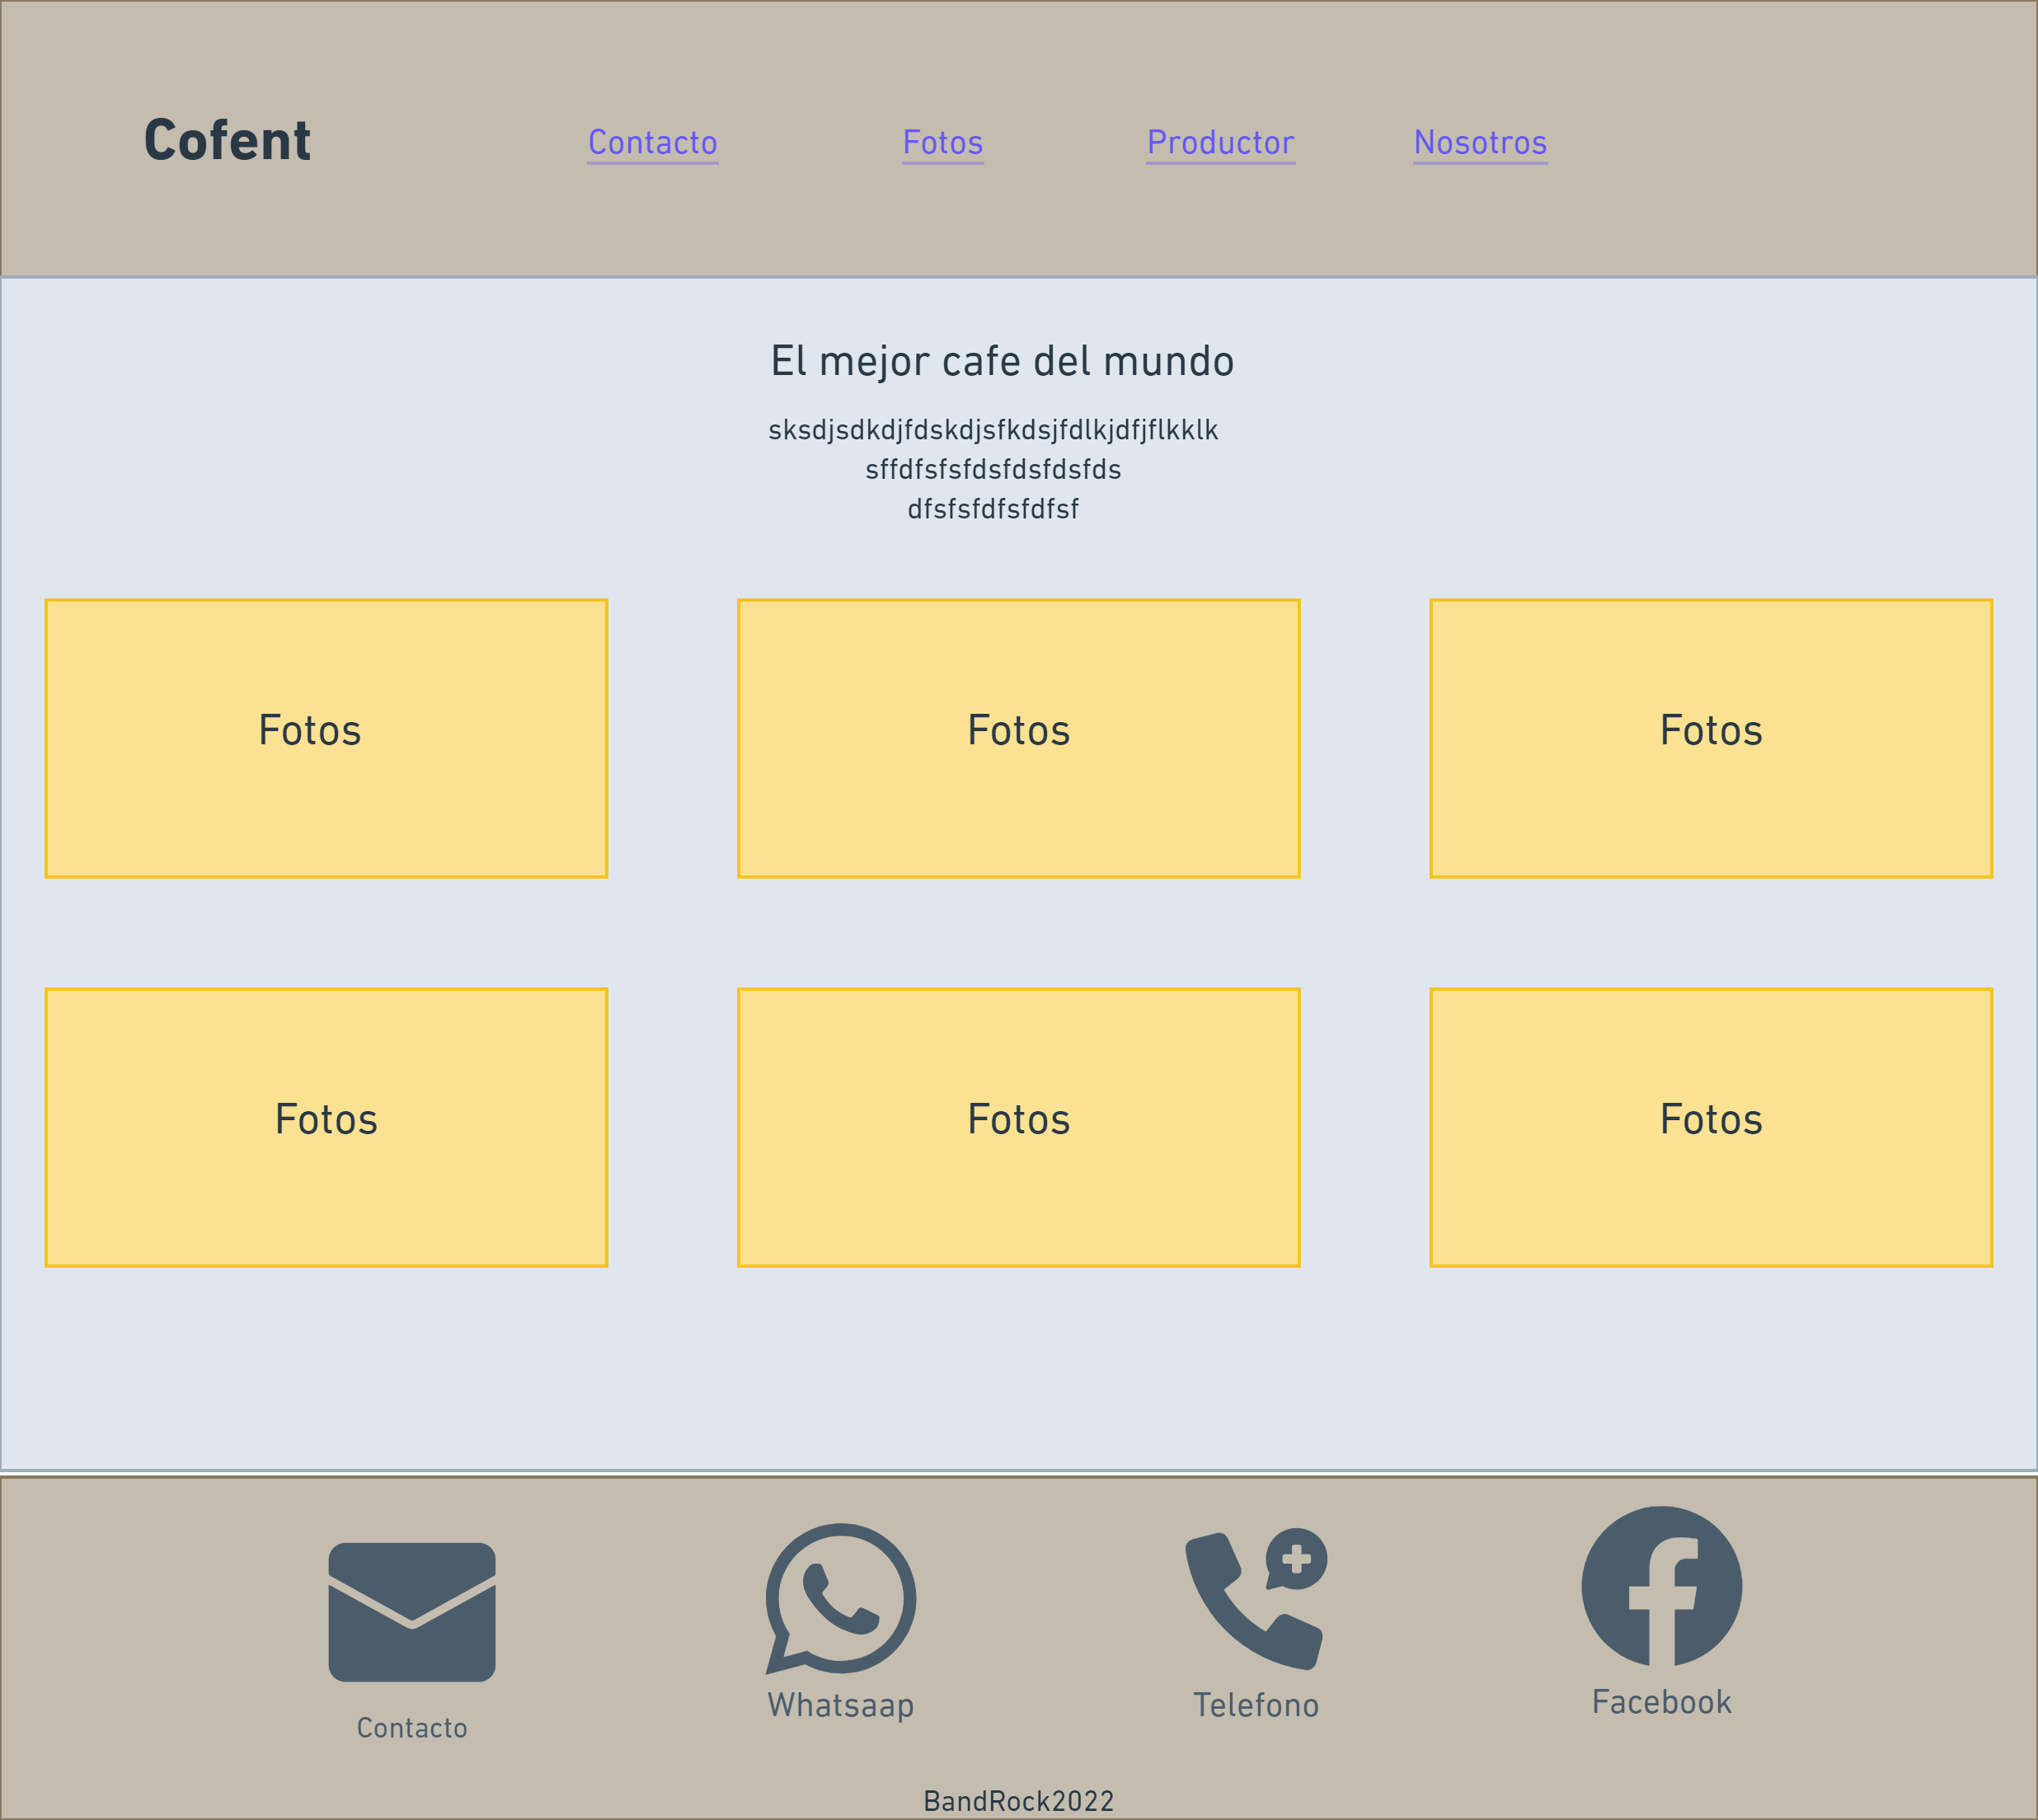 Cofent
Contacto
Fotos
Productor
Nosotros
El mejor cafe del mundo
sksdjsdkdjfdskdjsfkdsjfdlkjdfjflkklk
sffdfsfsfdsfdsfdsfds
dfsfsfdfsfdfsf
Fotos
Fotos
Fotos
Fotos
Fotos
Fotos
Contacto
Whatsaap
Telefono
Facebook
BandRock2022